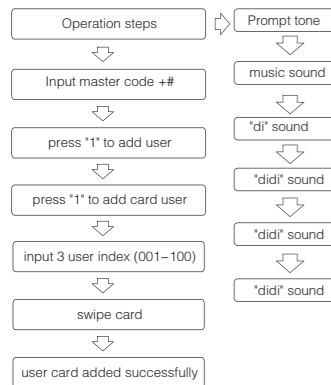 Operation steps
Input master code +#
press "1" to add user
press "1" to add card user
input 3 user index (001–100)
swipe card
user card added successfully
Prompt tone
music sound
"di" sound
"didi" sound
"didi" sound
"didi" sound